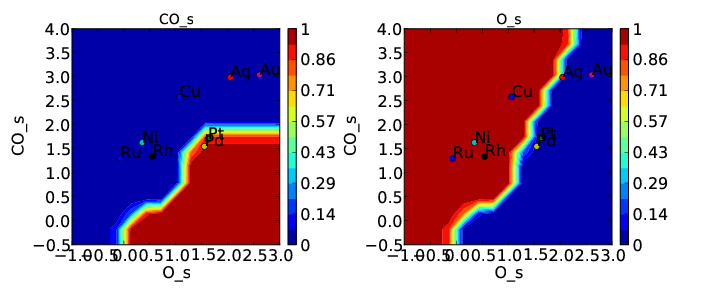 CO_s
4.0
3.5
3.0
2.5
2.0
1.5
1.0
0.5
0.0
−0.5
CO_s
Ag
Au
Cu
Ni
Pt
Pd
Ru
Rh
−1.0−0.50.00.51.01.52.02.53.0
O_s
1
0.86
0.71
0.57
0.43
0.29
0.14
0
O_s
4.0
3.5
3.0
2.5
2.0
1.5
1.0
0.5
0.0
−0.5
CO_s
Ag
Au
Cu
Ni
Pt
Pd
Ru
Rh
−1.0−0.50.00.51.01.52.02.53.0
O_s
1
0.86
0.71
0.57
0.43
0.29
0.14
0